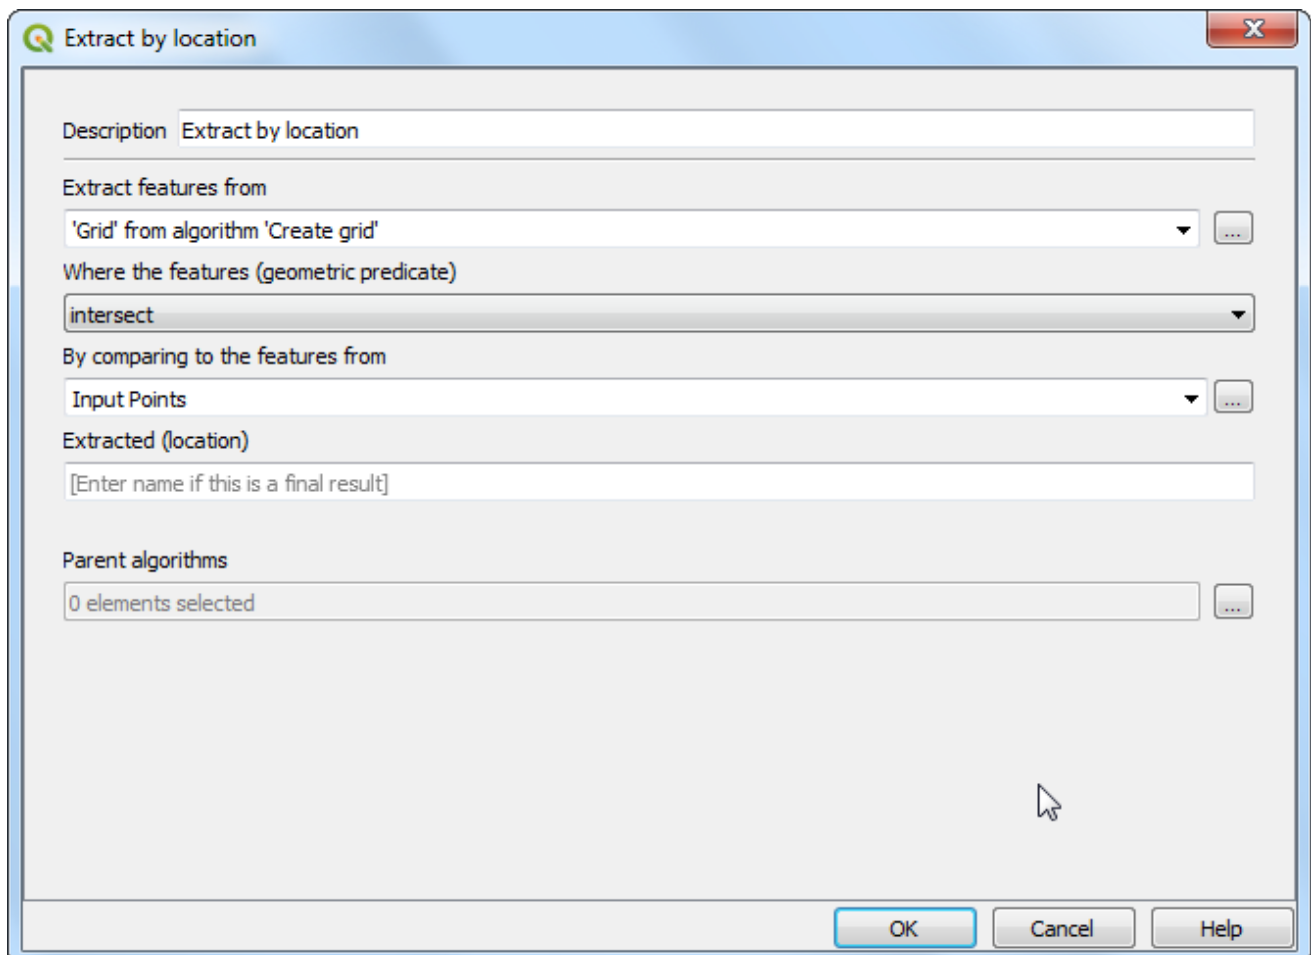 Extract by location
Description Extract by location
Extract features from
'Grid' from algorithm 'Create grid'
...
Where the features (geometric predicate)
intersect
By comparing to the features from
Input Points
...
Extracted (location)
[Enter name if this is a final result]
Parent algorithms
0 elements selected
...
OK Cancel Help